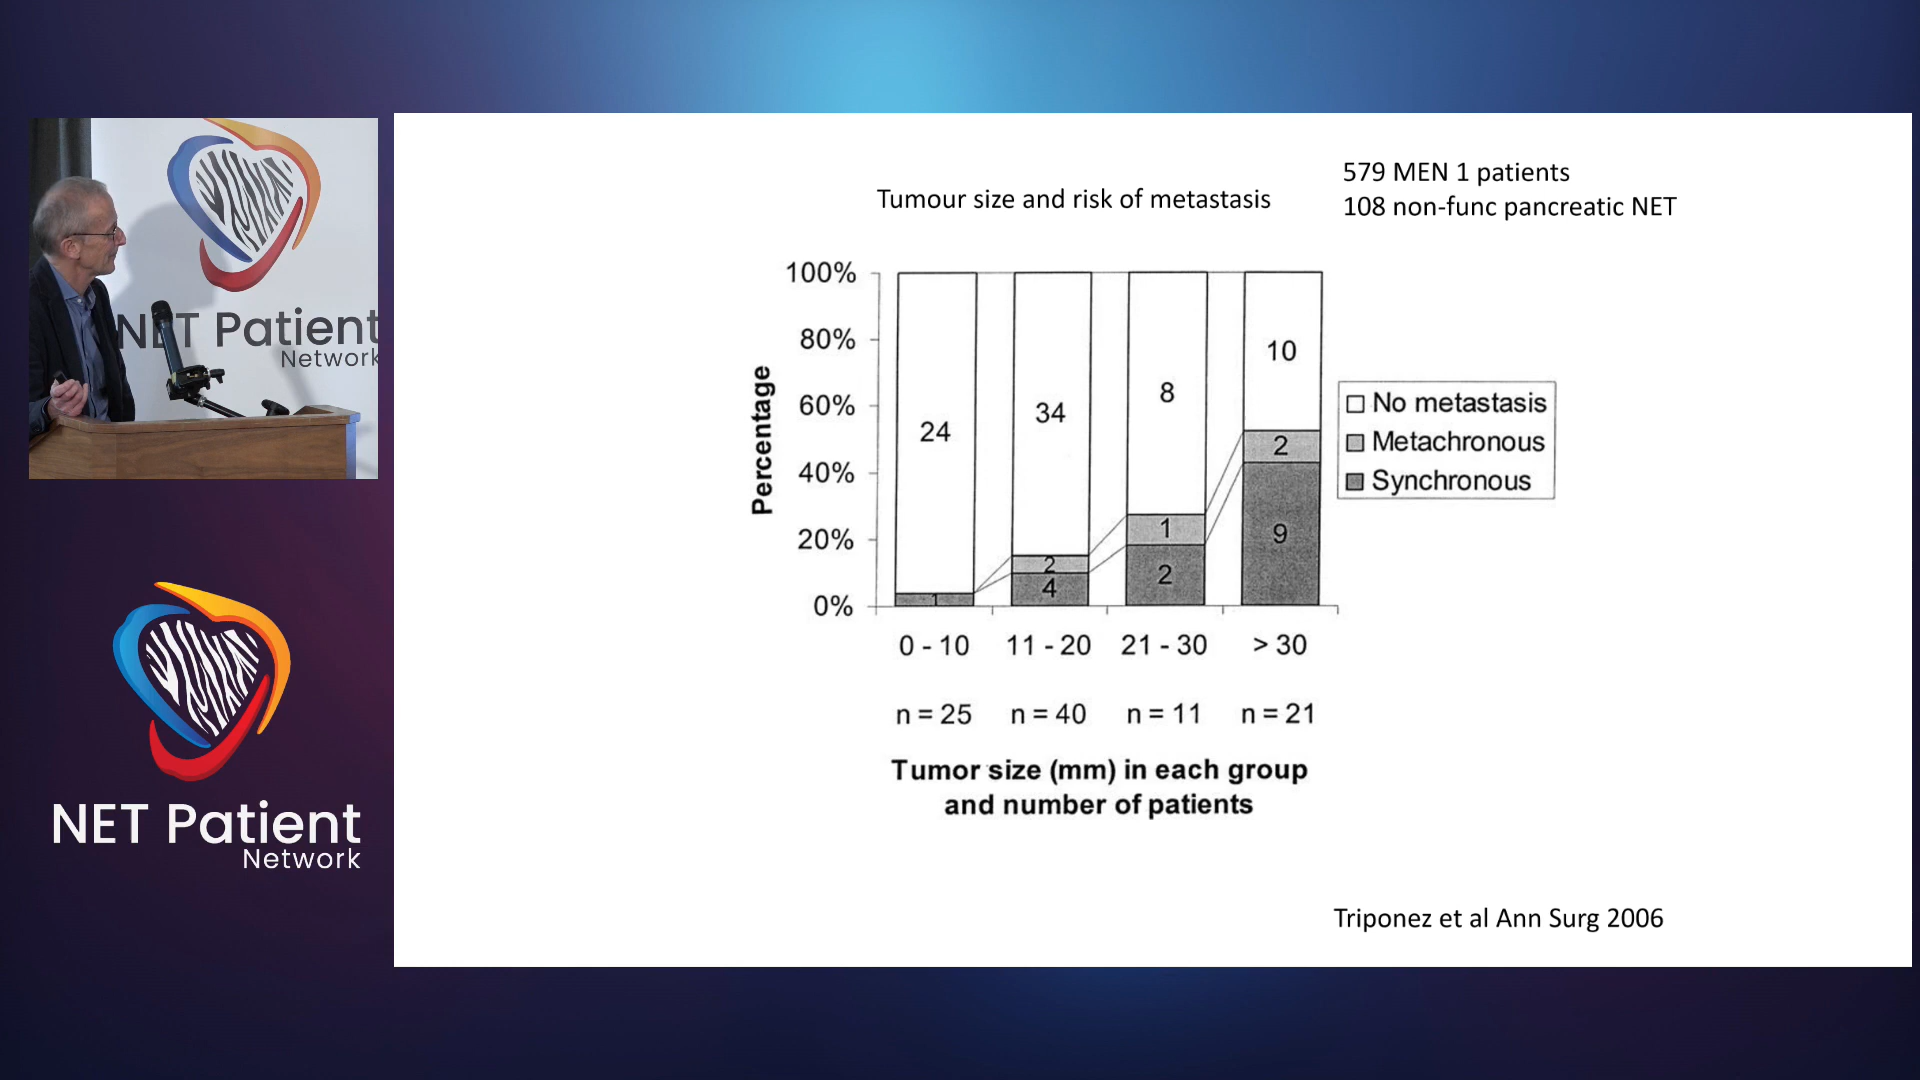 NET Patient
Network
NET Patient
Network
Tumour size and risk of metastasis
579 MEN 1 patients
108 non-func pancreatic NET
Percentage
100%
80%
60%
40%
20%
0%
24
1
34
2
4
8
1
2
10
2
9
No metastasis
Metachronous
Synchronous
0 - 10 11 - 20 21 - 30 > 30
n = 25 n = 40 n = 11 n = 21
Tumor size (mm) in each group
and number of patients
Triponez et al Ann Surg 2006